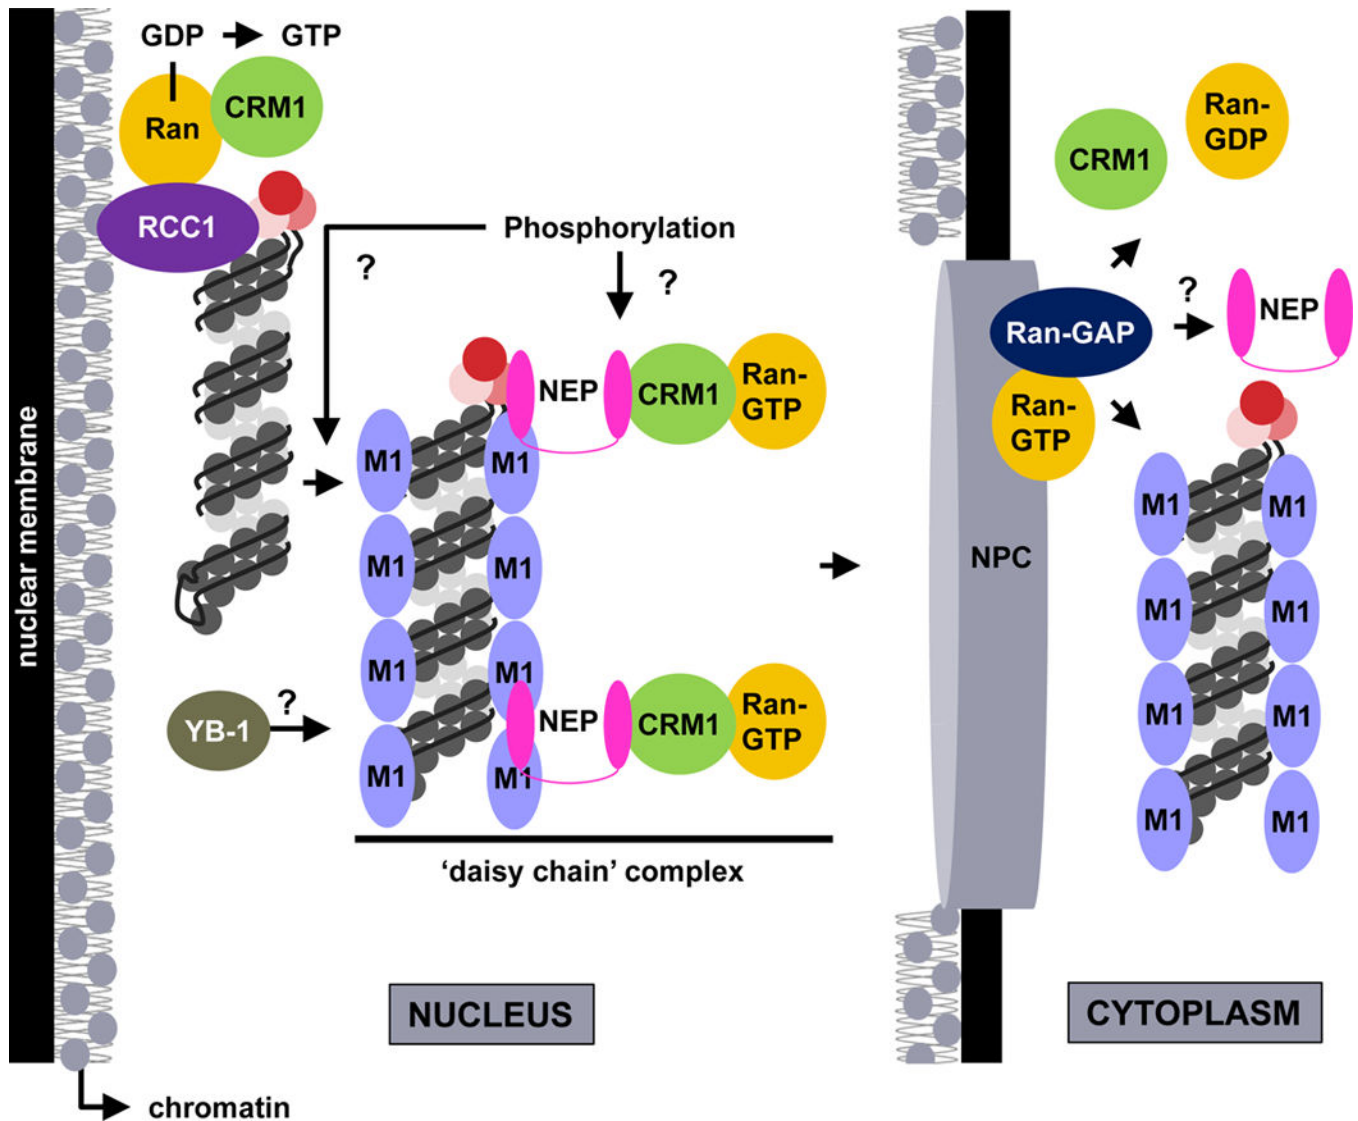 GDP GTP
Ran
CRM1
RCC1
nuclear membrane
Phosphorylation
?
?
NEP
CRM1
Ran-
GTP
M1
M1
M1
M1
M1
M1
M1
M1
YB-1
?
NEP
CRM1
Ran-
GTP
‘daisy chain’ complex
NUCLEUS
chromatin
CRM1
Ran-
GDP
Ran-GAP
?
NEP
Ran-
GTP
NPC
M1
M1
M1
M1
M1
M1
M1
M1
CYTOPLASM